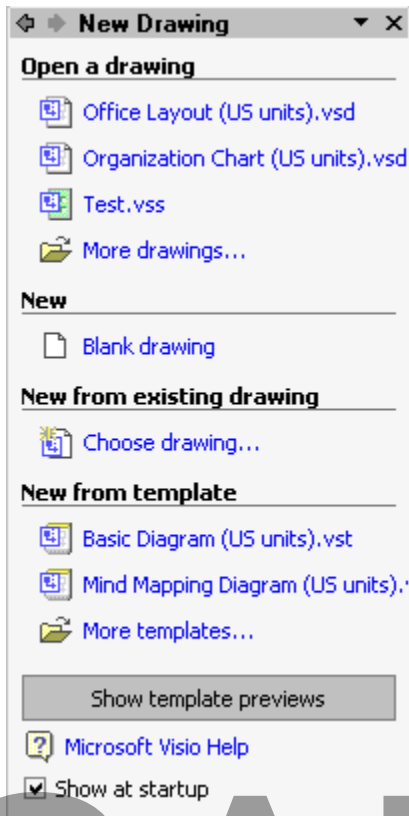 New Drawing
Open a drawing
Office Layout (US units).vsd
Organization Chart (US units).vsd
Test.vss
More drawings...
New
Blank drawing
New from existing drawing
Choose drawing...
New from template
Basic Diagram (US units).vst
Mind Mapping Diagram (US units).
More templates...
Show template previews
Microsoft Visio Help
Show at startup